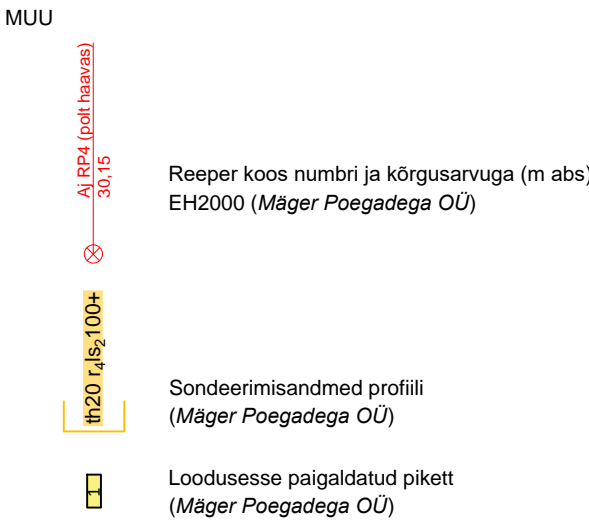 MUU
Aj RP4 (polt haavas)
30,15
Reeper koos numbri ja kõrgusarvuga (m abs)
EH2000 (Mäger Poegadega OÜ)
th20 r₄ls₂100+
Sondeerimisandmed profiili
(Mäger Poegadega OÜ)
1
Loodusesse paigaldatud pikett
(Mäger Poegadega OÜ)